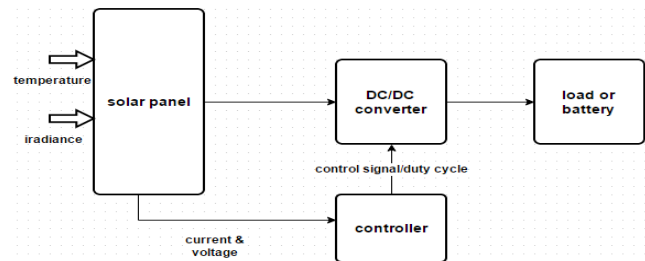 temperature
iradiance
solar panel
DC/DC
converter
load or
battery
control signal/duty cycle
controller
current &
voltage